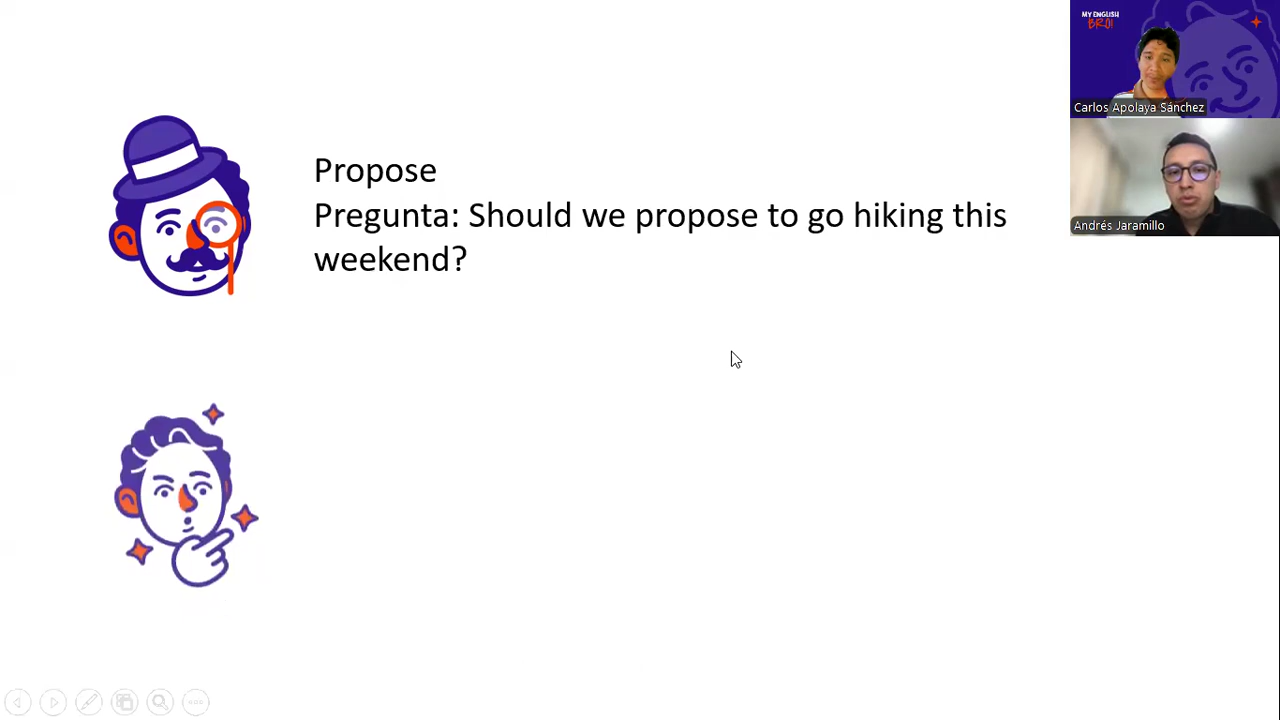 MY ENGLISH
BRO!
Carlos Apolaya Sánchez
Propose
Pregunta: Should we propose to go hiking this
weekend?
Andrés Jaramillo